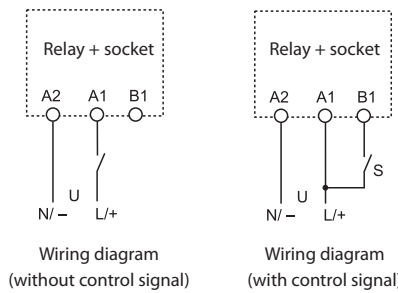 Relay + socket
A2 A1 B1
U
N/ – L/+
Wiring diagram
(without control signal)
Relay + socket
A2 A1 B1
S
U
N/ – L/+
Wiring diagram
(with control signal)